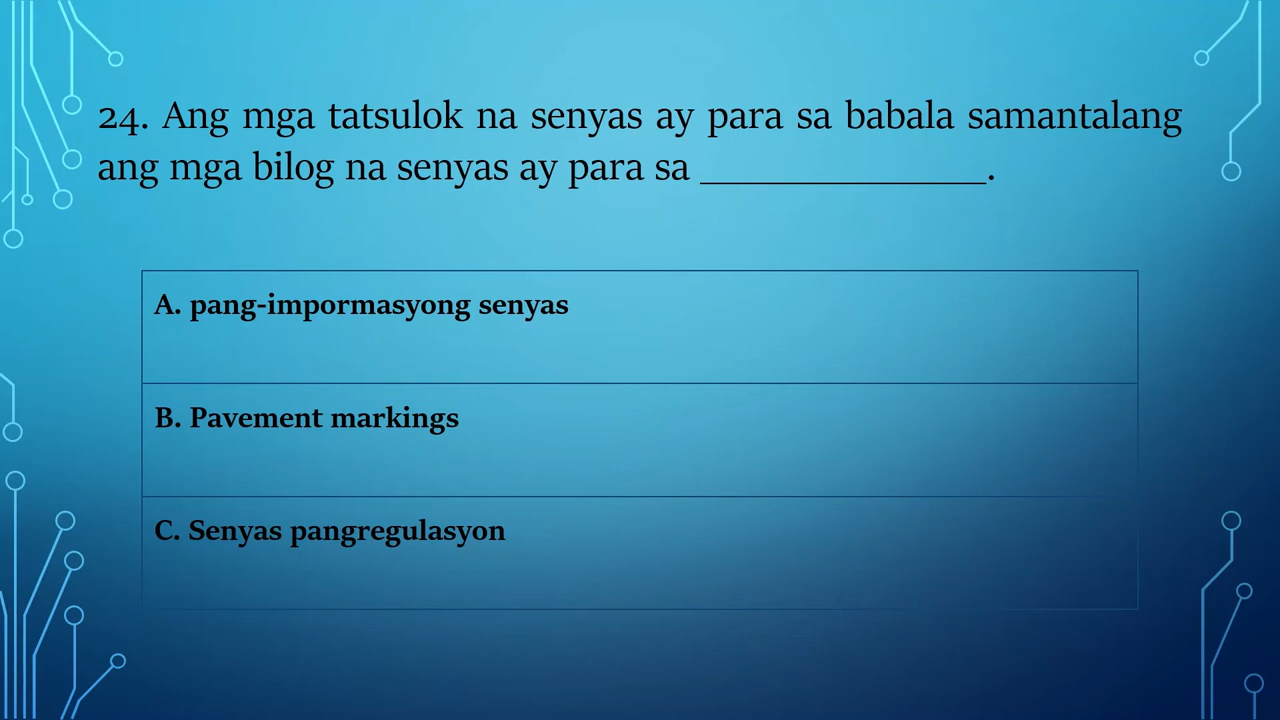 24. Ang mga tatsulok na senyas ay para sa babala samantalang
ang mga bilog na senyas ay para sa _______________.
A. pang-impormasyong senyas
B. Pavement markings
C. Senyas pangregulasyon